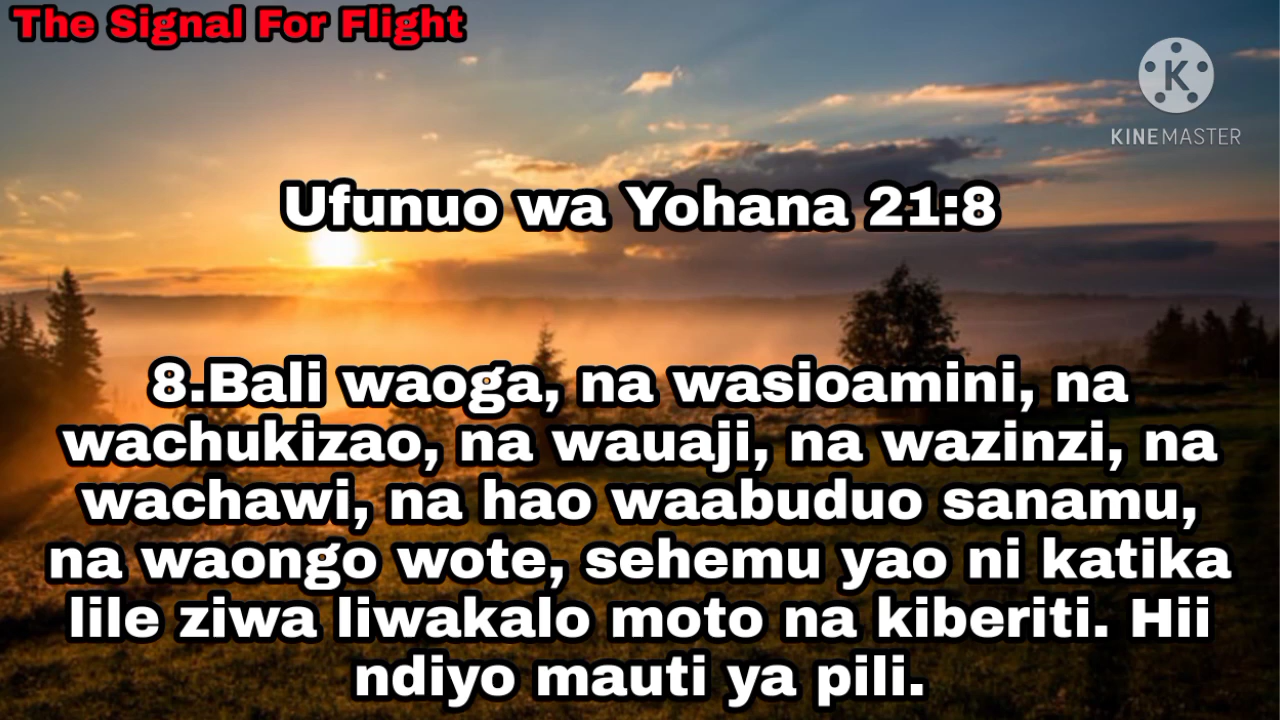 The Signal For Flight
K
KINEMASTER
Ufunuo wa Yohana 21:8
8.Bali waoga, na wasioamini, na
wachukizao, na wauaji, na wazinzi, na
wachawi, na hao waabuduo sanamu,
na waongo wote, sehemu yao ni katika
lile ziwa liwakalo moto na kiberiti. Hii
ndiyo mauti ya pili.